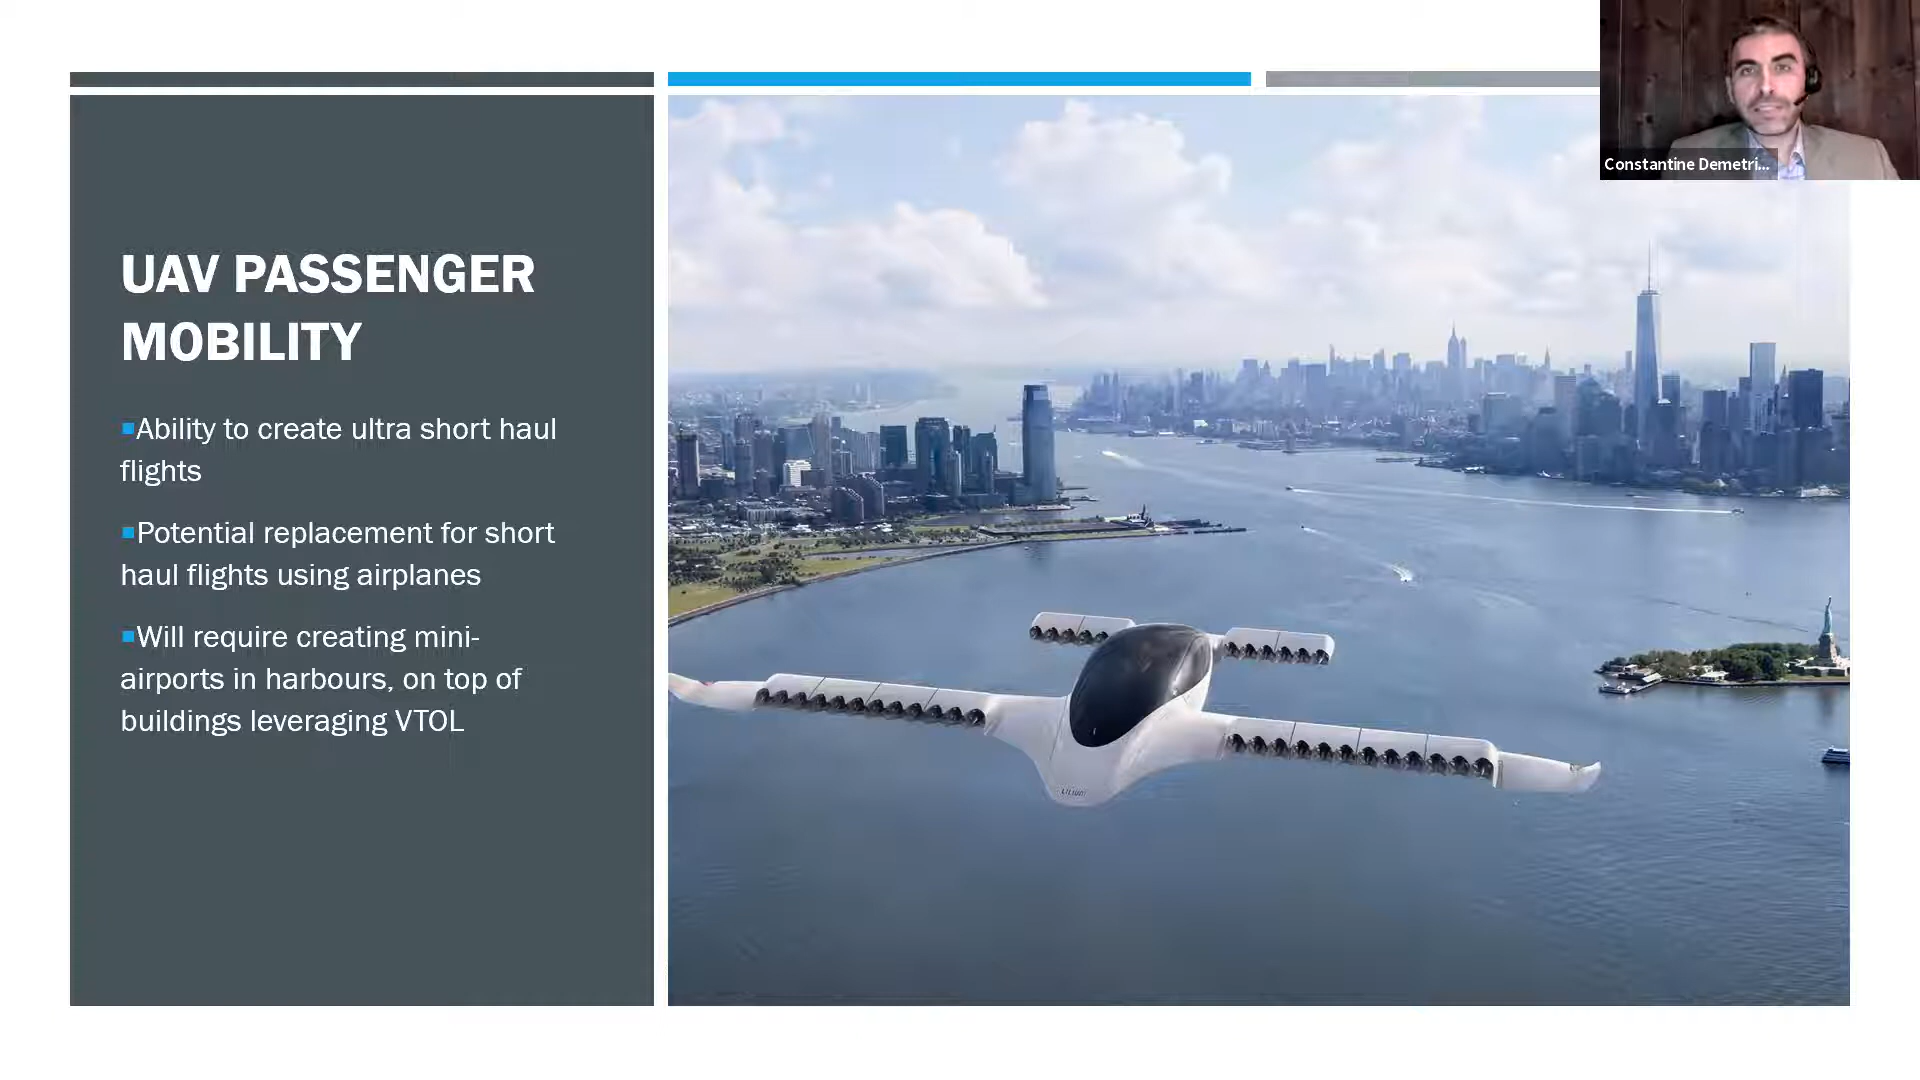 UAV PASSENGER
MOBILITY
▪Ability to create ultra short haul
flights
▪Potential replacement for short
haul flights using airplanes
▪Will require creating mini-
airports in harbours, on top of
buildings leveraging VTOL
Constantine Demetri...
LILIUM